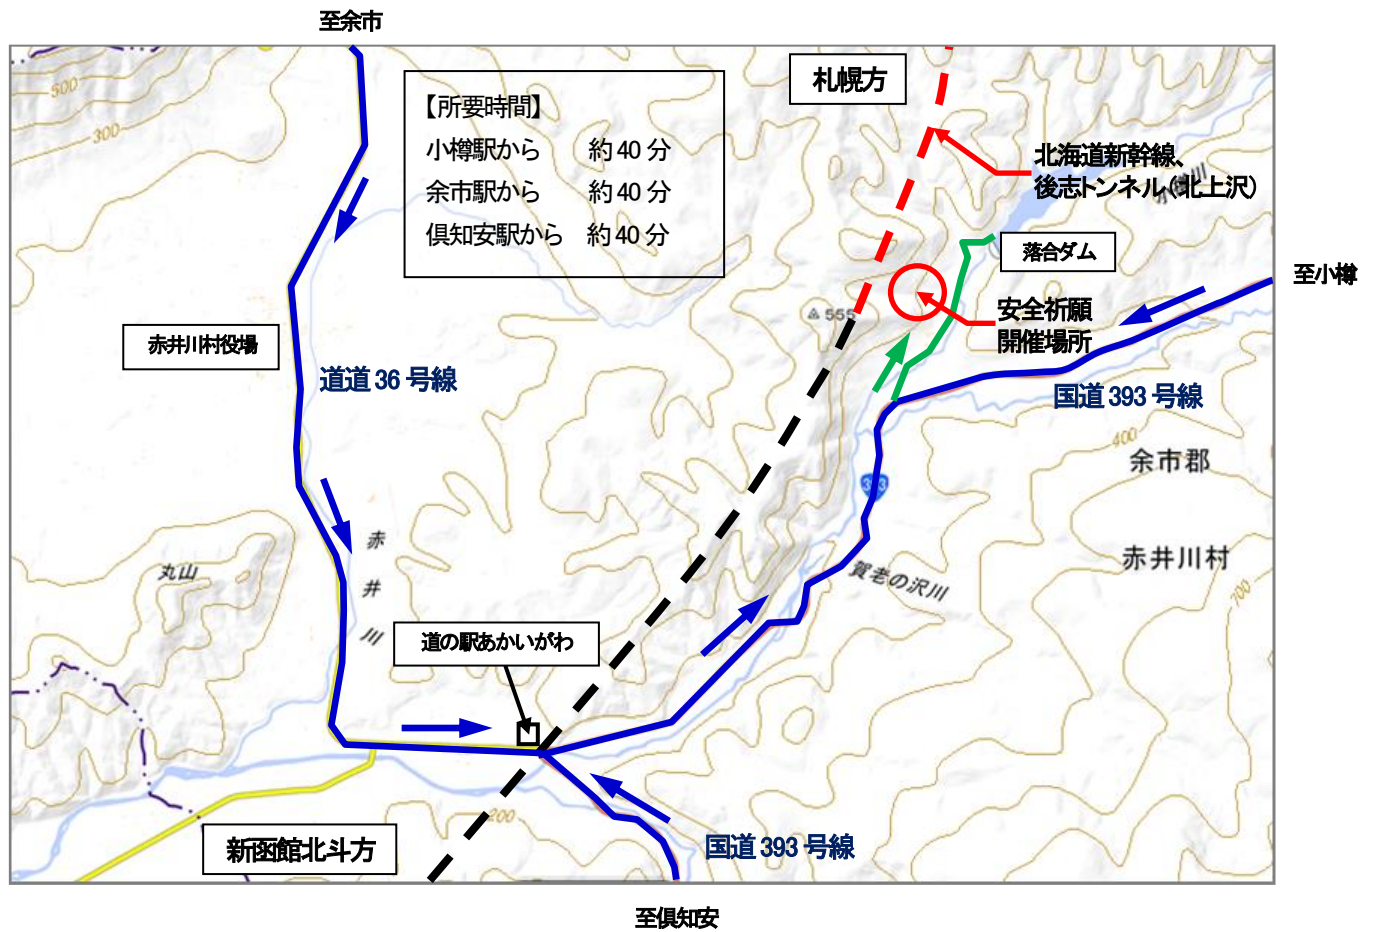 至余市
500
300
【所要時間】
小樽駅から 約40分
余市駅から 約40分
倶知安駅から 約40分
札幌方
北海道新幹線、
後志トンネル(北上沢)
落合ダム
至小樽
555
安全祈願
開催場所
赤井川村役場
道道36号線
国道393号線
400
余市郡
393
赤井川
丸山
賀老の沢川
赤井川村
700
道の駅あかいがわ
200
新函館北斗方
国道393号線
至倶知安